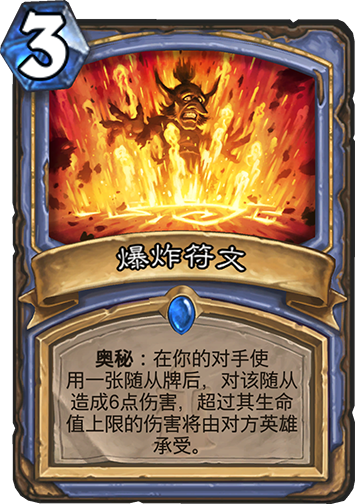 3
爆炸符文
奥秘：在你的对手使
用一张随从牌后，对该随从
造成6点伤害，超过其生命
值上限的伤害将由对方英雄
承受。